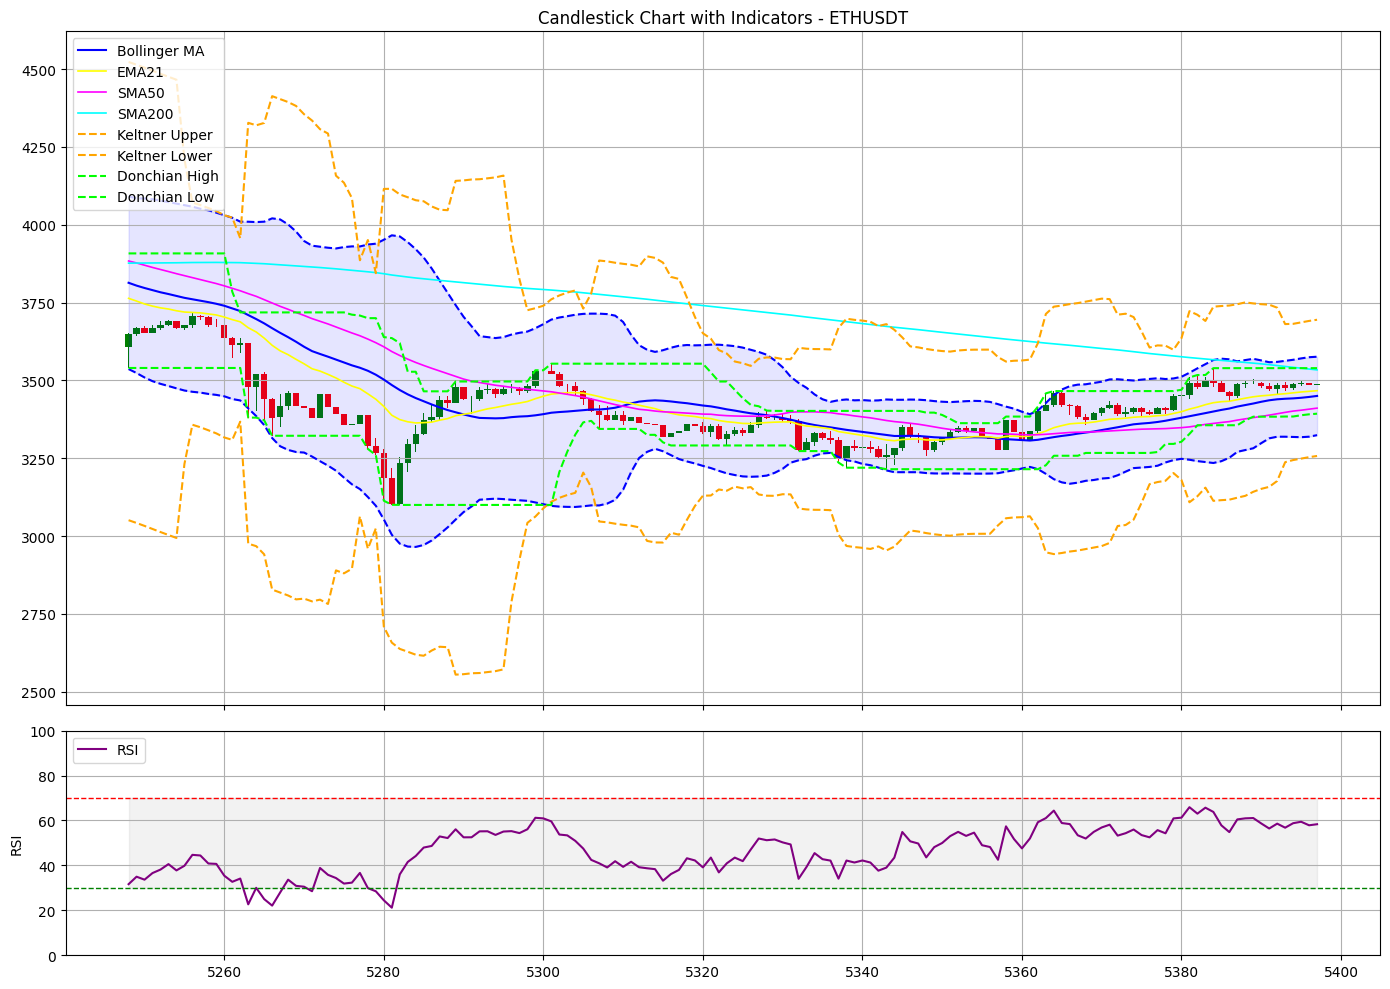 Candlestick Chart with Indicators - ETHUSDT
Bollinger MA
EMA21
SMA50
SMA200
Keltner Upper
Keltner Lower
Donchian High
Donchian Low
4500
4250
4000
3750
3500
3250
3000
2750
2500
RSI
100
80
60
40
20
0
RSI
5260 5280 5300 5320 5340 5360 5380 5400